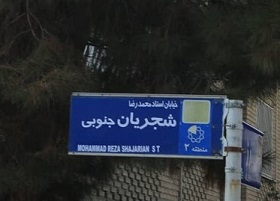 خیابان استاد محمدرضا
شجریان جنوبی
منطقه ۲
MOHAMMAD REZA SHAJARIAN ST